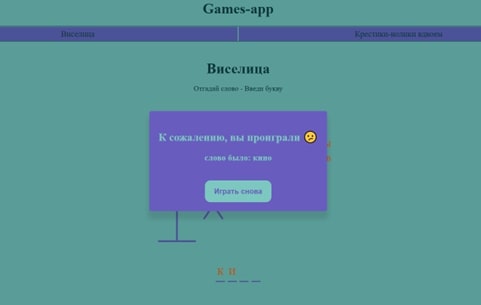 Games-app
Виселица
Крестики-нолики вдвоем
Виселица
Отгадай слово - Введи букву
К сожалению, вы проиграли
слово было: кино
Играть снова
К И